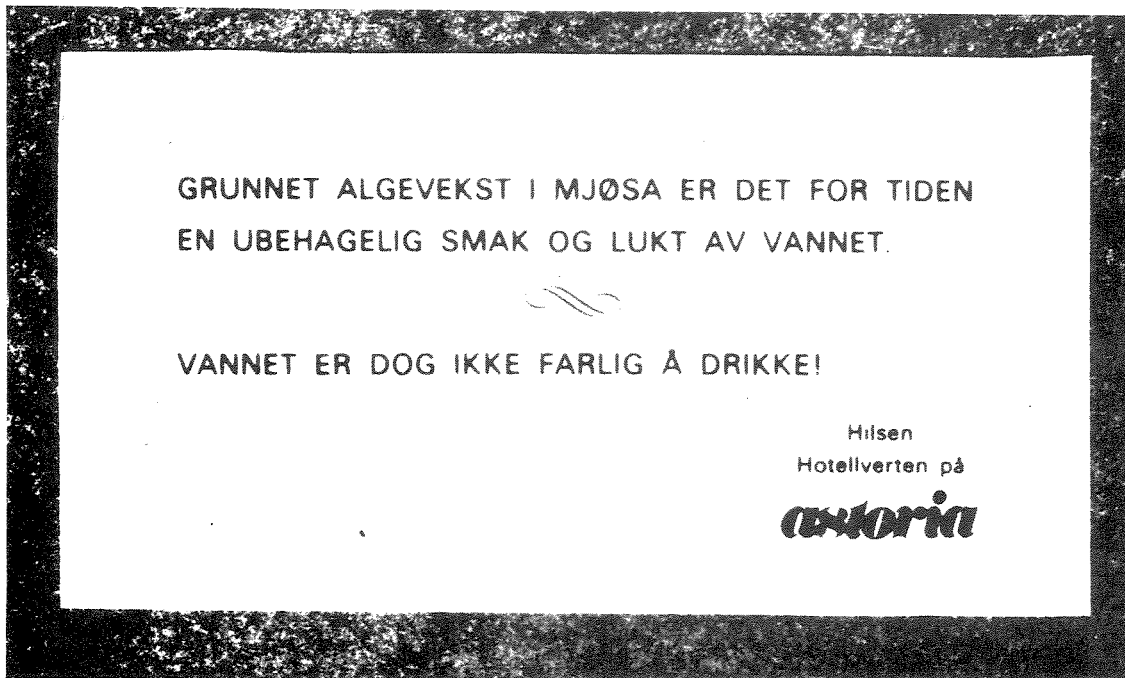 GRUNNET ALGEVEKST I MJØSA ER DET FOR TIDEN
EN UBEHAGELIG SMAK OG LUKT AV VANNET.
VANNET ER DOG IKKE FARLIG Å DRIKKE!
Hilsen
Hotellverten på
astoria